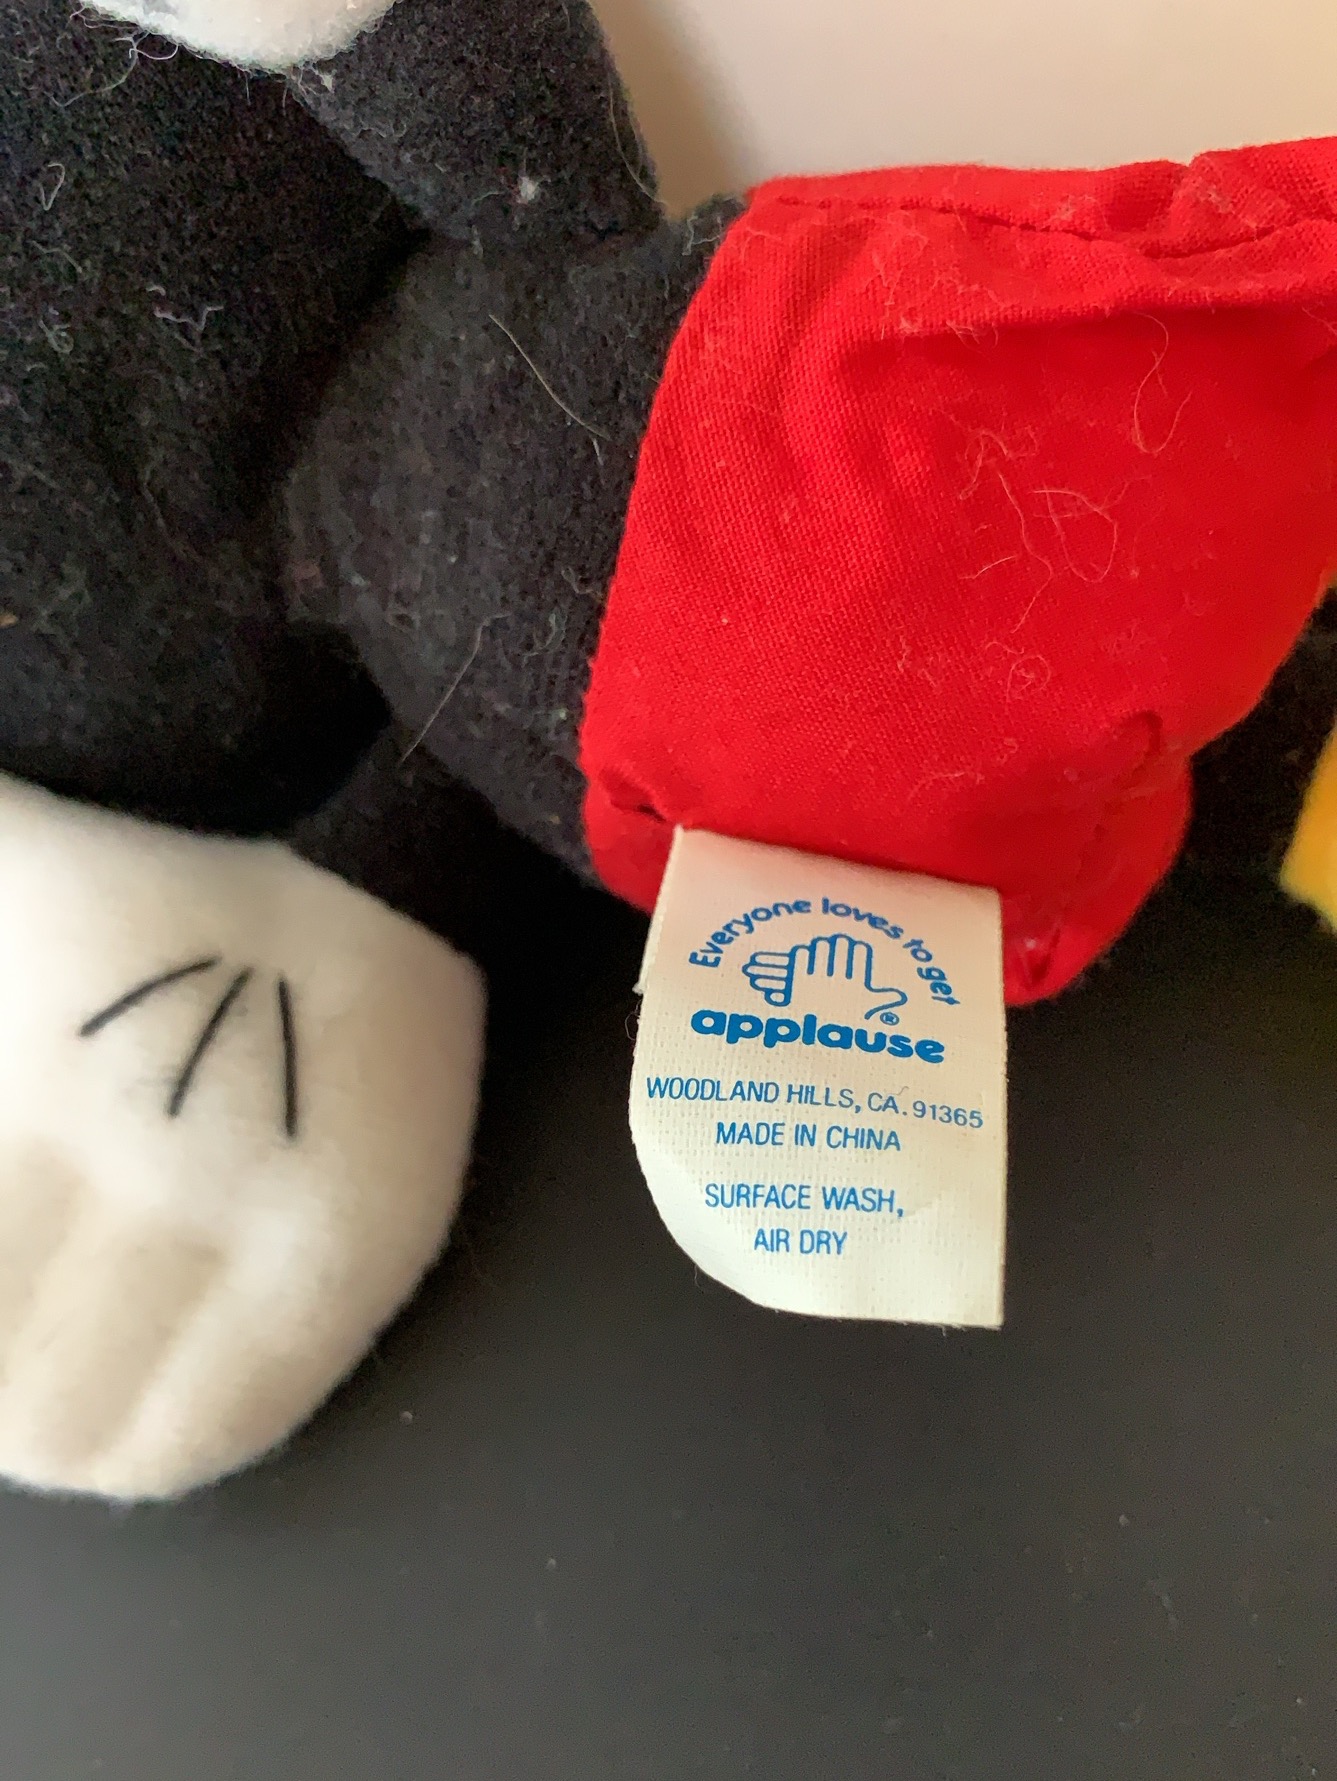 Everyone loves to get
applause®
WOODLAND HILLS, CA. 91365
MADE IN CHINA
SURFACE WASH,
AIR DRY